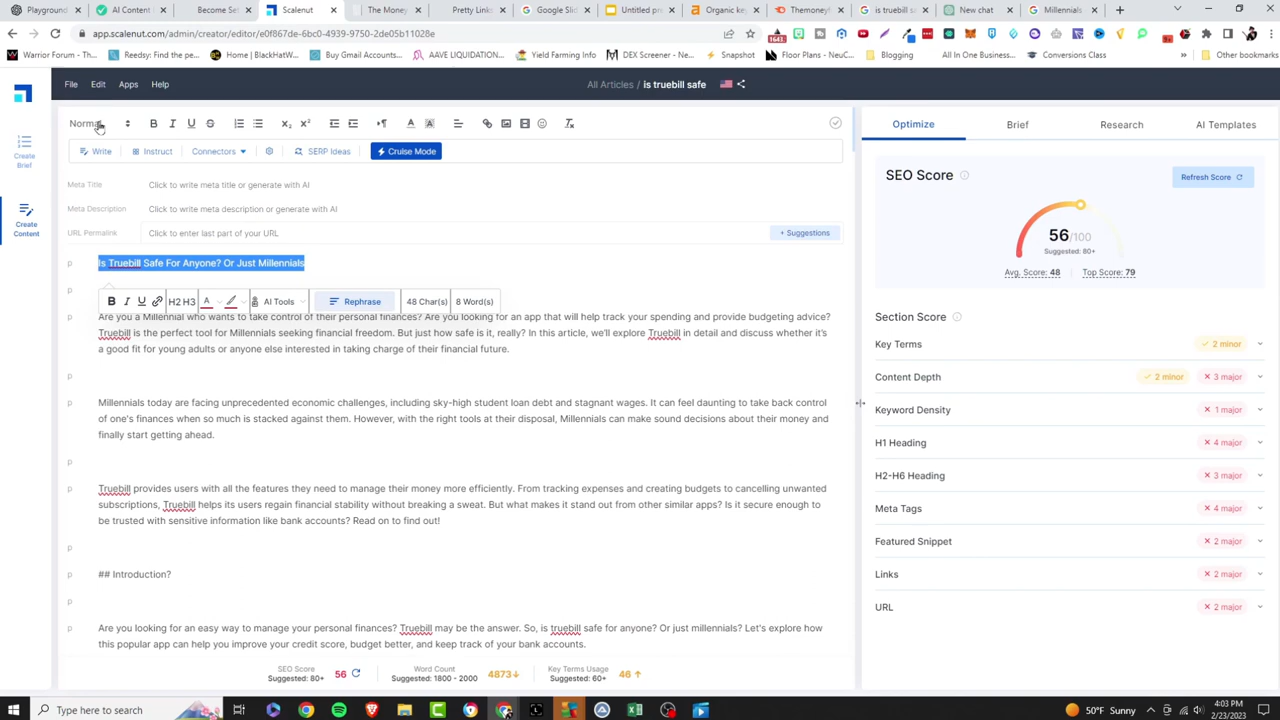 Playground
AI Content
Become Se
Scalenut
The Money
Pretty Links
Google Slid
Untitled pre
Organic key
Themoney
is truebill sa
New chat
Millennials
app.scalenut.com/admin/creator/editor/e0f867de-6bc0-4939-9750-2de05b11028e
Warrior Forum - Th...
Reedsy: Find the pe...
Home | BlackHatW...
Buy Gmail Accounts...
AAVE LIQUIDATION...
Yield Farming Info
DEX Screener - Ne...
Snapshot
Floor Plans - NeuC...
Blogging
All In One Business...
Conversions Class
Other bookmarks
File
Edit
Apps
Help
All Articles / is truebill safe
Normal
Write
Instruct
Connectors
SERP Ideas
Cruise Mode
Meta Title
Click to write meta title or generate with AI
Meta Description
Click to write meta description or generate with AI
URL Permalink
Click to enter last part of your URL
+ Suggestions
Create Brief
Create Content
p Is Truebill Safe For Anyone? Or Just Millennials
p
B I U H2 H3 A AI Tools Rephrase 48 Char(s) 8 Word(s)
p Are you a Millennial who wants to take control of their personal finances? Are you looking for an app that will help track your spending and provide budgeting advice?
Truebill is the perfect tool for Millennials seeking financial freedom. But just how safe is it, really? In this article, we'll explore Truebill in detail and discuss whether it's
a good fit for young adults or anyone else interested in taking charge of their financial future.
p
p Millennials today are facing unprecedented economic challenges, including sky-high student loan debt and stagnant wages. It can feel daunting to take back control
of one's finances when so much is stacked against them. However, with the right tools at their disposal, Millennials can make sound decisions about their money and
finally start getting ahead.
p
p Truebill provides users with all the features they need to manage their money more efficiently. From tracking expenses and creating budgets to cancelling unwanted
subscriptions, Truebill helps its users regain financial stability without breaking a sweat. But what makes it stand out from other similar apps? Is it secure enough to
be trusted with sensitive information like bank accounts? Read on to find out!
p
p ## Introduction?
p
p Are you looking for an easy way to manage your personal finances? Truebill may be the answer. So, is truebill safe for anyone? Or just millennials? Let's explore how
this popular app can help you improve your credit score, budget better, and keep track of your bank accounts.
SEO Score
Suggested: 80+
56
Word Count
Suggested: 1800 - 2000
4873↓
Key Terms Usage
Suggested: 60+
46 ↑
Optimize
Brief
Research
AI Templates
SEO Score
Refresh Score
56/100
Suggested: 80+
Avg. Score: 48
Top Score: 79
Section Score
Key Terms
2 minor
Content Depth
2 minor
3 major
Keyword Density
1 major
H1 Heading
4 major
H2-H6 Heading
3 major
Meta Tags
4 major
Featured Snippet
2 major
Links
2 major
URL
2 major
Type here to search
50°F Sunny
4:03 PM
2/23/2023